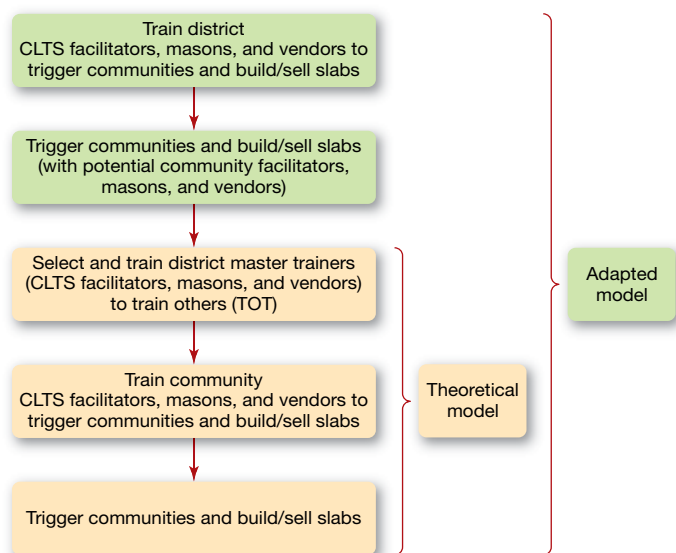 Train district
CLTS facilitators, masons, and vendors to
trigger communities and build/sell slabs
Trigger communities and build/sell slabs
(with potential community facilitators,
masons, and vendors)
Select and train district master trainers
(CLTS facilitators, masons, and vendors)
to train others (TOT)
Train community
CLTS facilitators, masons, and vendors to
trigger communities and build/sell slabs
Trigger communities and build/sell slabs
Theoretical
model
Adapted
model